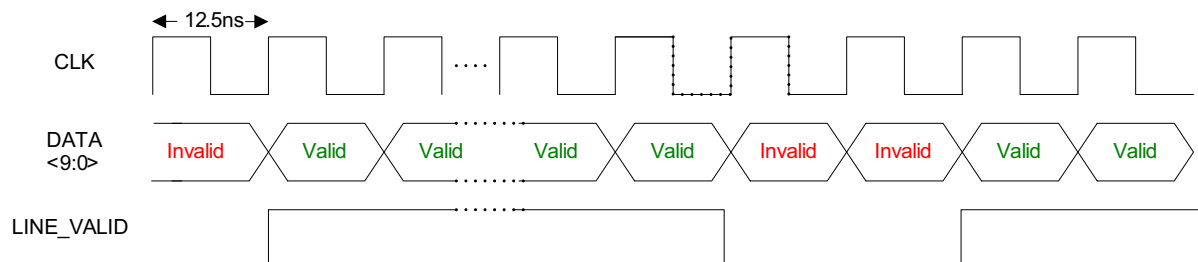 12.5ns
CLK
DATA
<9:0>
Invalid Valid Valid Valid Valid Invalid Invalid Valid Valid
LINE_VALID